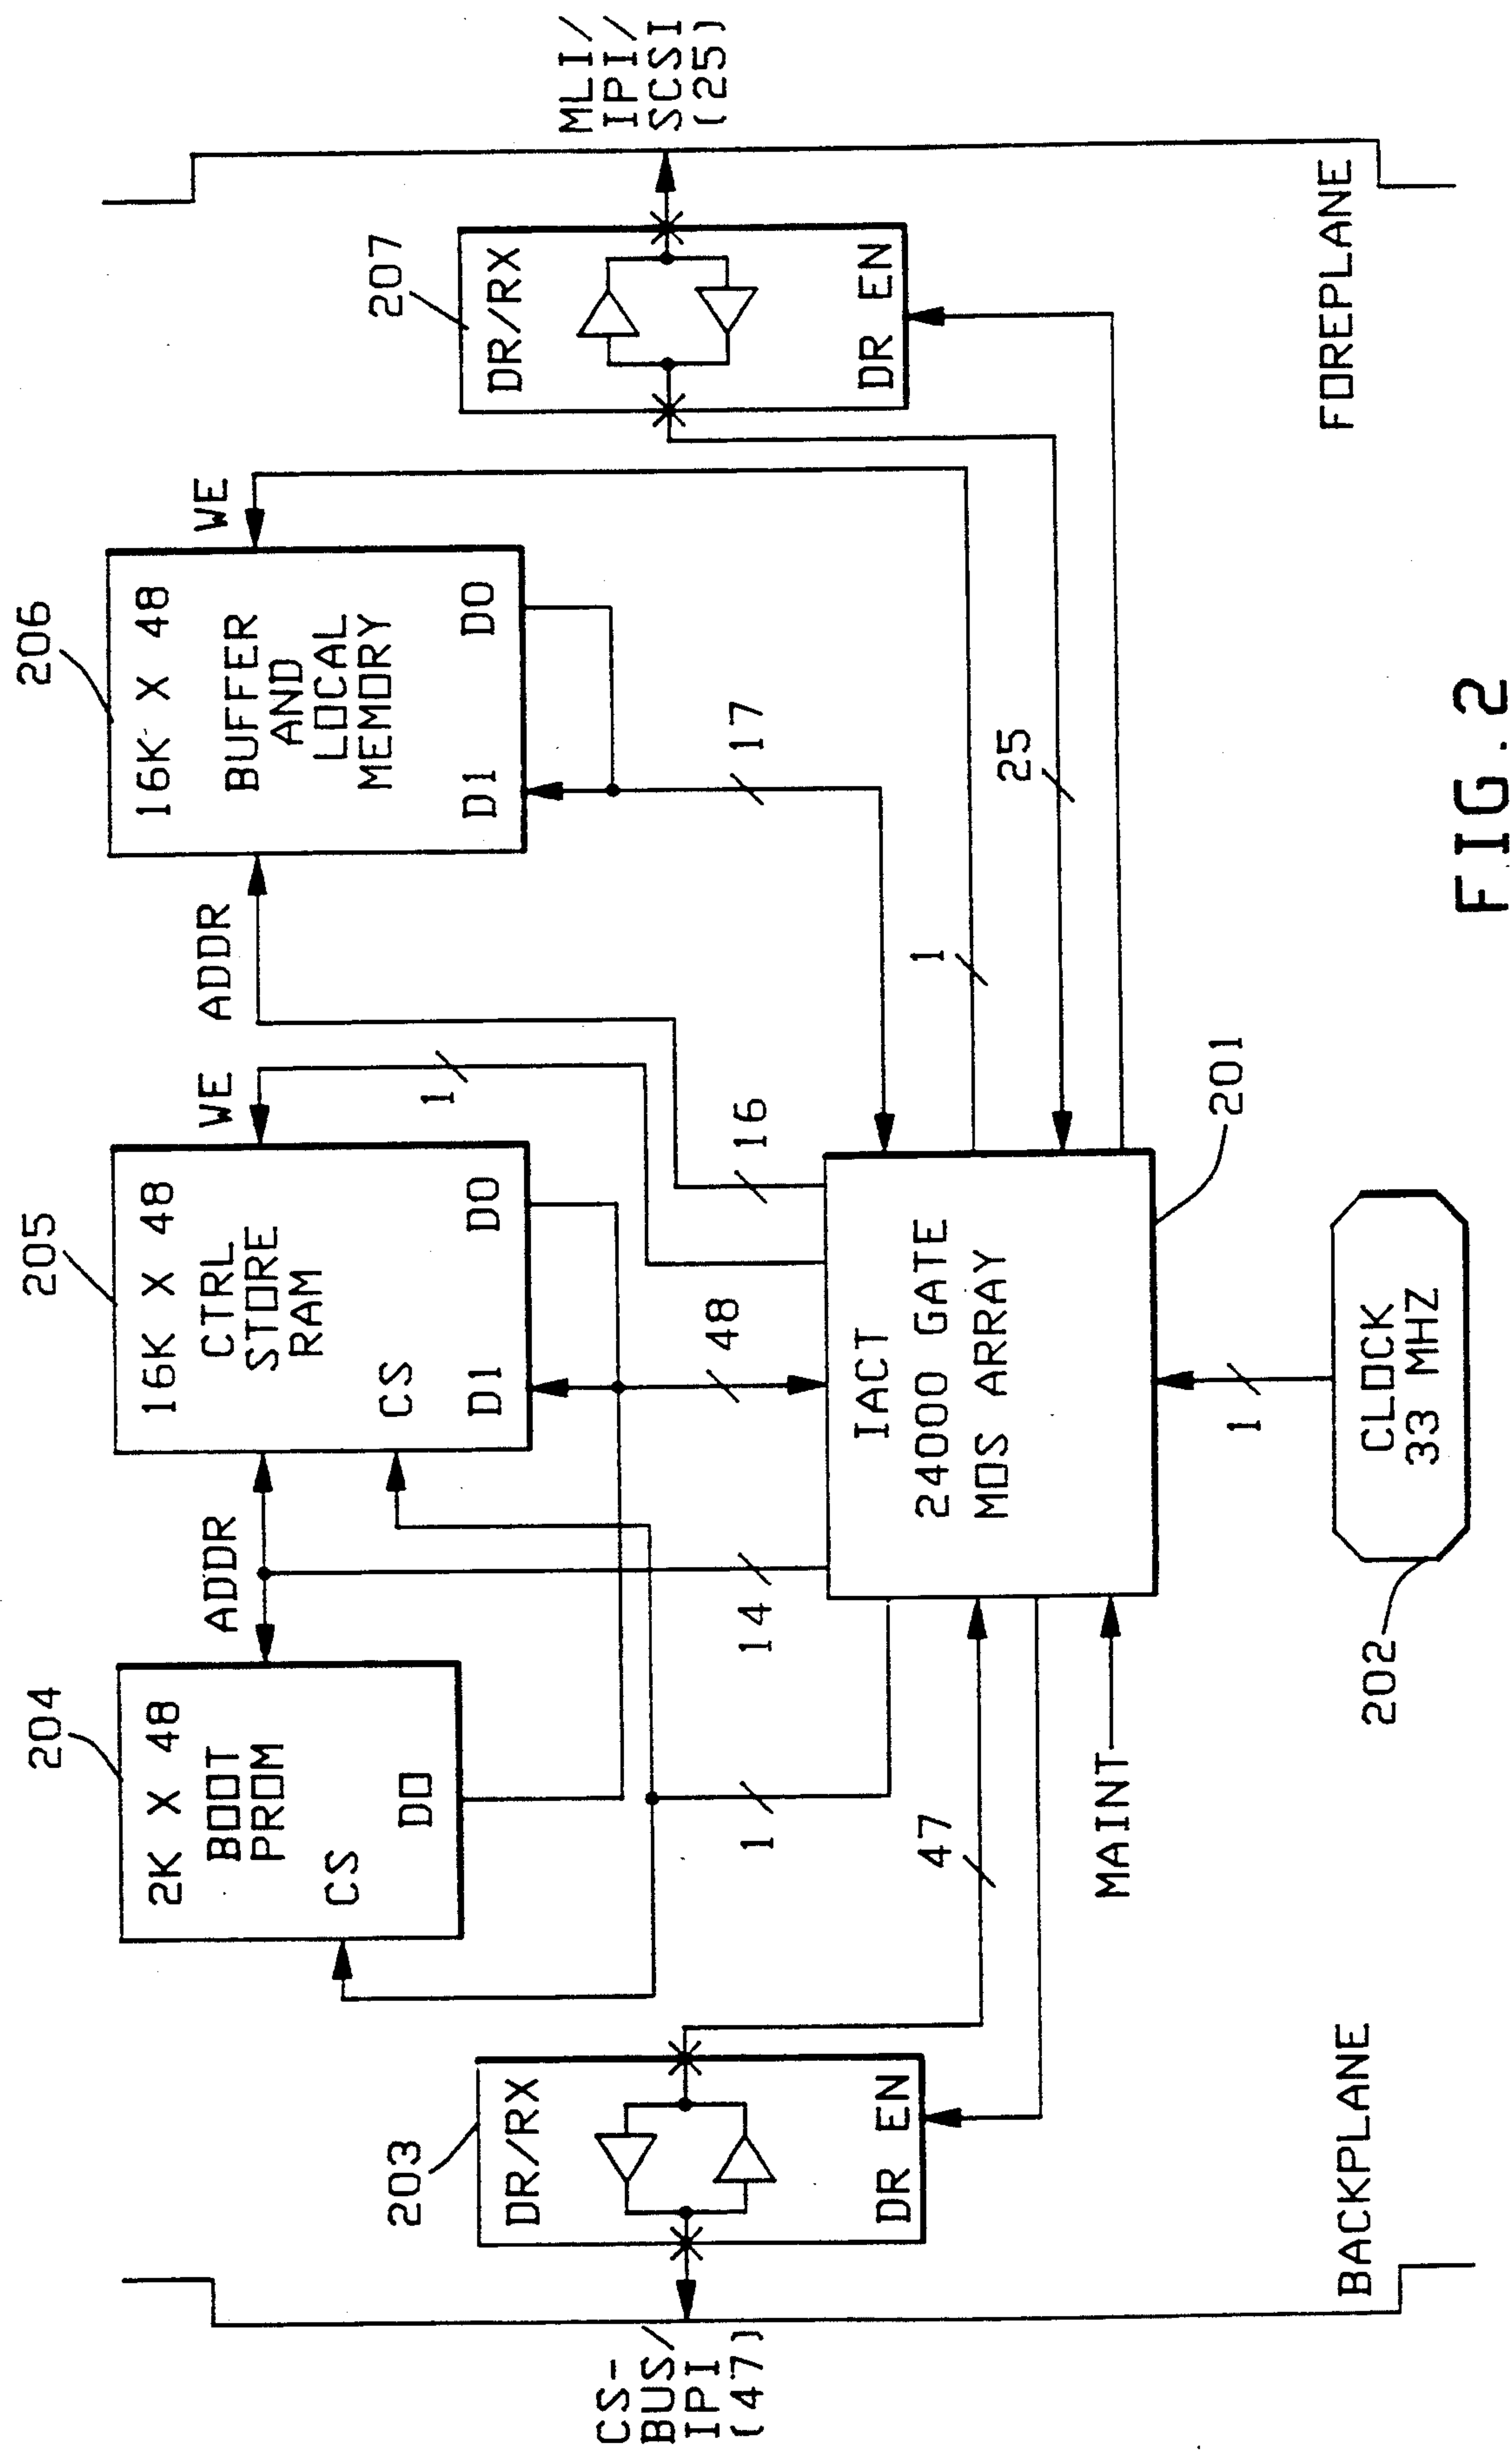 204
2K X 48
BOOT
PROM
CS
DO
ADDR
205
16K X 48
CTRL
STORE
RAM
CS
D1
DO
WE
1
ADDR
206
16K X 48
BUFFER
AND
LOCAL
MEMORY
D1
DO
WE
207
DR/RX
DR EN
MLI/
IPI/
SCSI
(25)
203
DR/RX
DR EN
CS-
BUS/
IPI
(47)
1
14
48
16
17
47
1
25
IACT
24000 GATE
MOS ARRAY
201
MAINT
1
CLOCK
33 MHZ
202
BACKPLANE
FOREPLANE
FIG.2